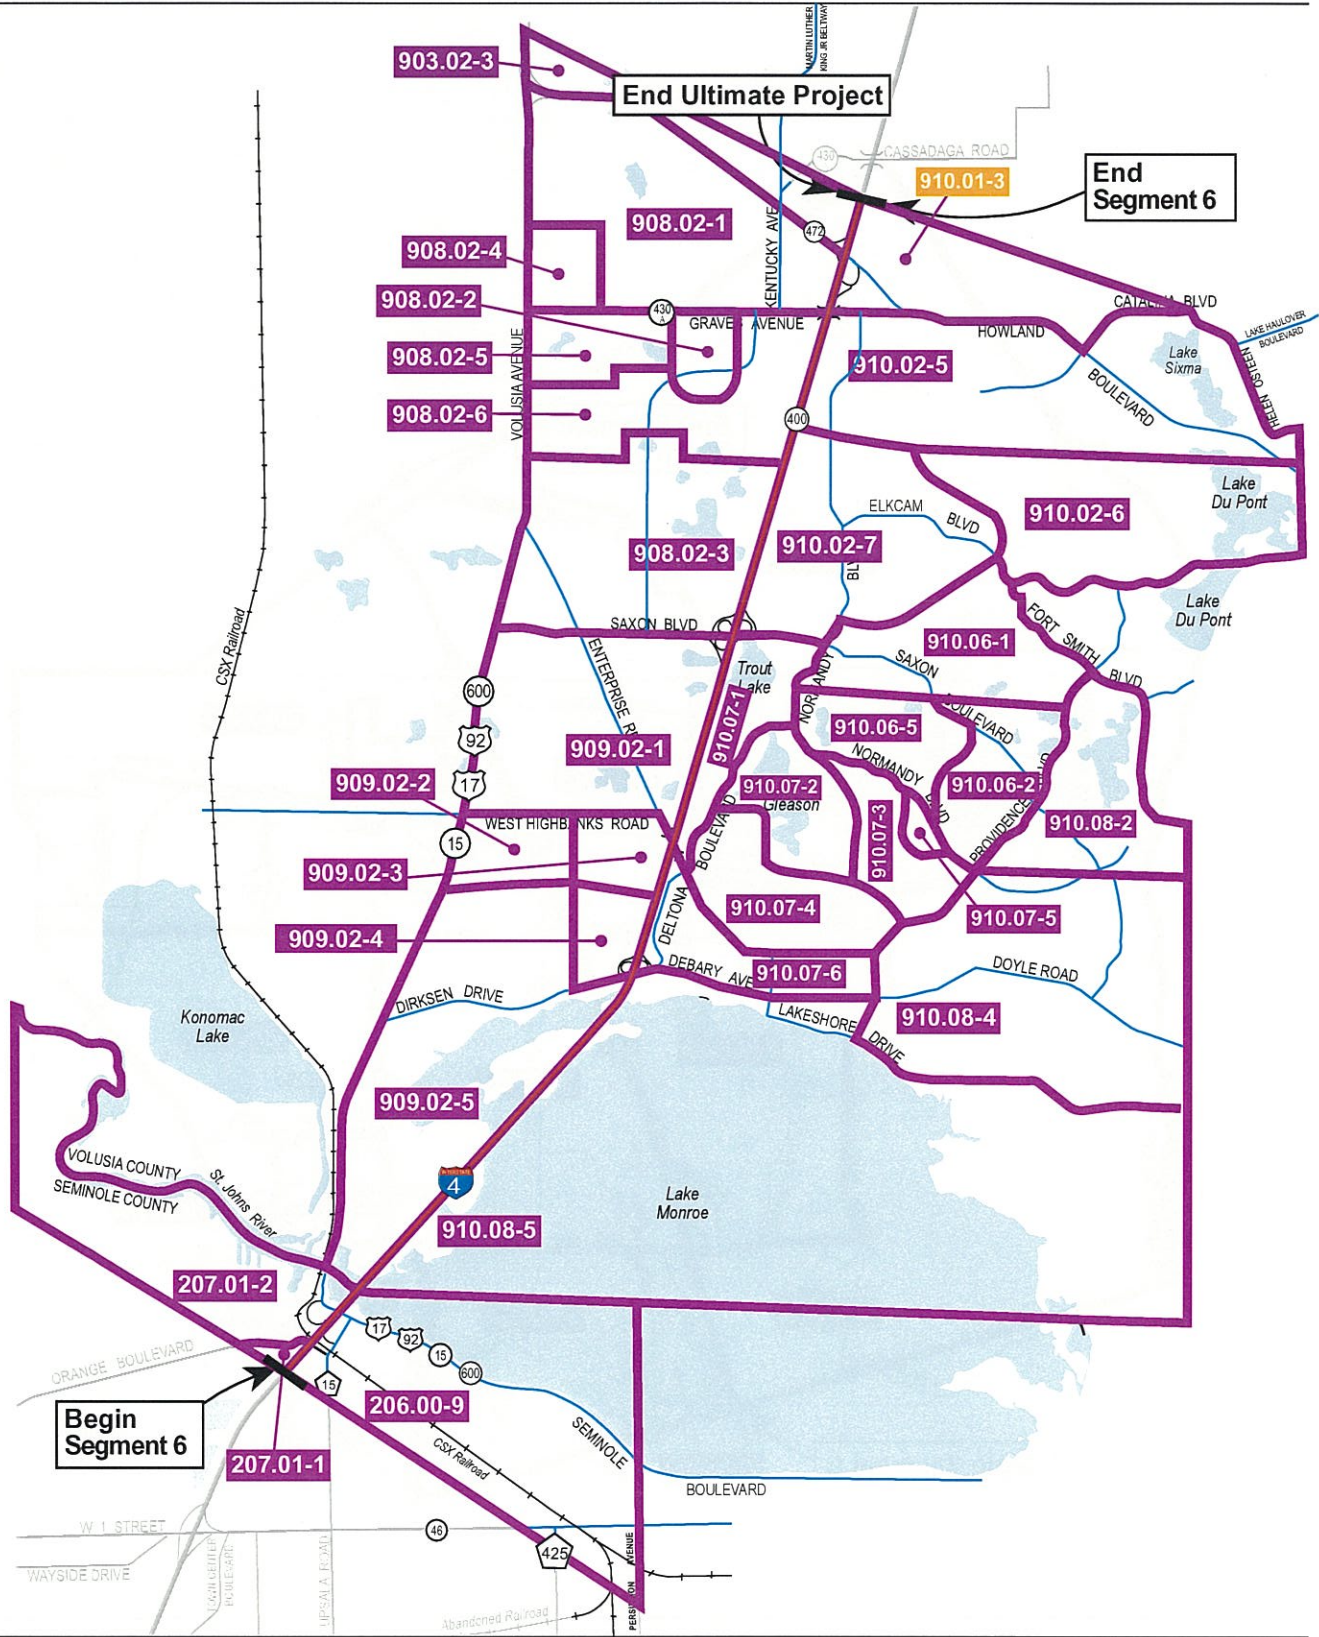 MARTIN LUTHER
KING JR BELTWAY
903.02-3
End Ultimate Project
430
CASSADAGA ROAD
910.01-3
End
Segment 6
908.02-1
472
KENTUCKY AVE
908.02-4
908.02-2
430
A
GRAVES AVENUE
HOWLAND
BOULEVARD
CATALINA BLVD
LAKE HAULOVER
BOULEVARD
HELEN OSTEEN
Lake
Sixma
VOLUSIA AVENUE
908.02-5
910.02-5
908.02-6
400
Lake
Du Pont
910.02-6
ELKCAM BLVD
908.02-3
910.02-7
Lake
Du Pont
CSX Railroad
SAXON BLVD
FORT SMITH BLVD
910.06-1
ENTERPRISE
Trout
Lake
NORMANDY
SAXON
BOULEVARD
600
92
17
910.07-1
910.06-5
909.02-1
NORMANDY
BLVD
909.02-2
910.07-2
Gleason
910.06-2
PROVIDENCE
WEST HIGHBANKS ROAD
BOULEVARD
910.07-3
910.08-2
15
909.02-3
910.07-4
910.07-5
DELTONA
909.02-4
DEBARY AVE
910.07-6
DOYLE ROAD
DIRKSEN DRIVE
LAKESHORE
DRIVE
910.08-4
Konomac
Lake
909.02-5
VOLUSIA COUNTY
SEMINOLE COUNTY
St. Johns River
INTERSTATE
4
Lake
Monroe
910.08-5
207.01-2
17
92
15
600
ORANGE BOULEVARD
15
206.00-9
Begin
Segment 6
207.01-1
CSX Railroad
SEMINOLE
BOULEVARD
W 1 STREET
46
425
WAYSIDE DRIVE
TOWN CENTER
BOULEVARD
UPSALA ROAD
PERSIMMON AVENUE
Abandoned Railroad